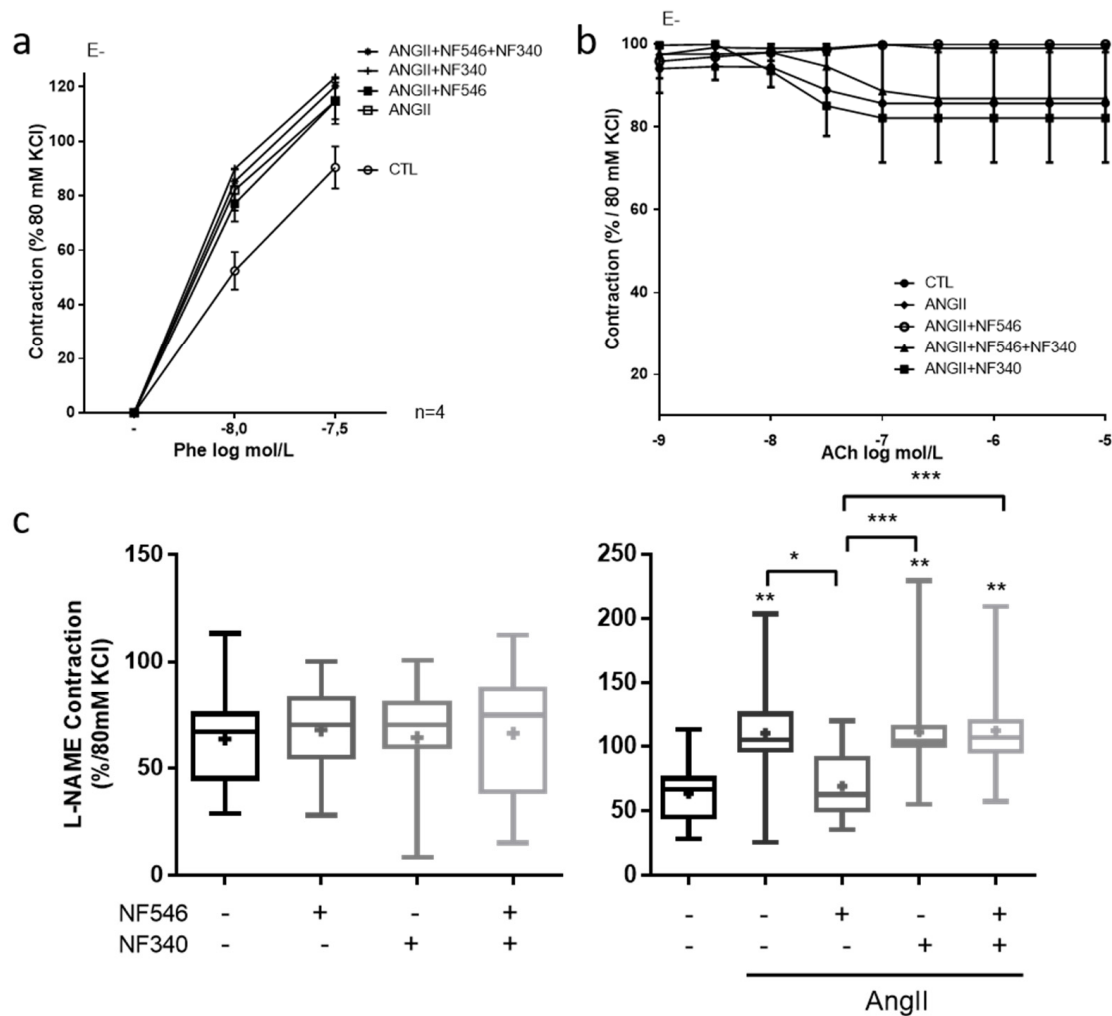 a
E-
120
100
80
60
40
20
0
Contraction (% 80 mM KCl)
-
-8,0
-7,5
Phe log mol/L
n=4
ANGII+NF546+NF340
ANGII+NF340
ANGII+NF546
ANGII
CTL
b
E-
100
80
60
40
20
Contraction (% / 80 mM KCl)
-9
-8
-7
-6
-5
ACh log mol/L
CTL
ANGII
ANGII+NF546
ANGII+NF546+NF340
ANGII+NF340
c
150
100
50
0
L-NAME Contraction
(%/80mM KCl)
NF546 - + - +
NF340 - - + +
***
***
*
** ** **
250
200
150
100
50
0
- - + - +
- - - + +
AngII